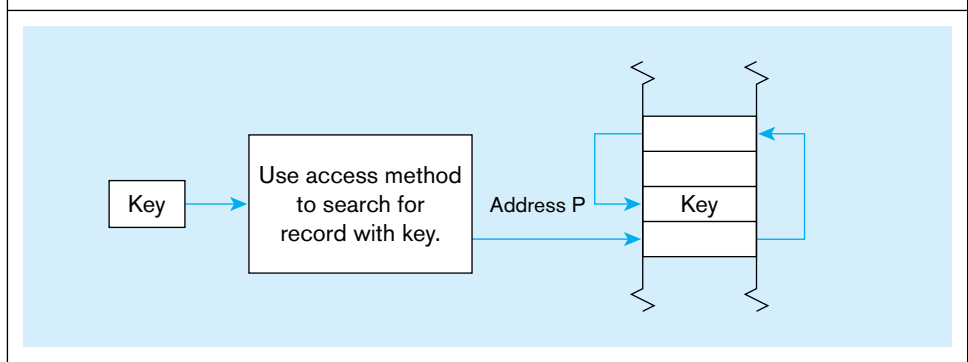 Key
Use access method
to search for
record with key.
Address P
Key